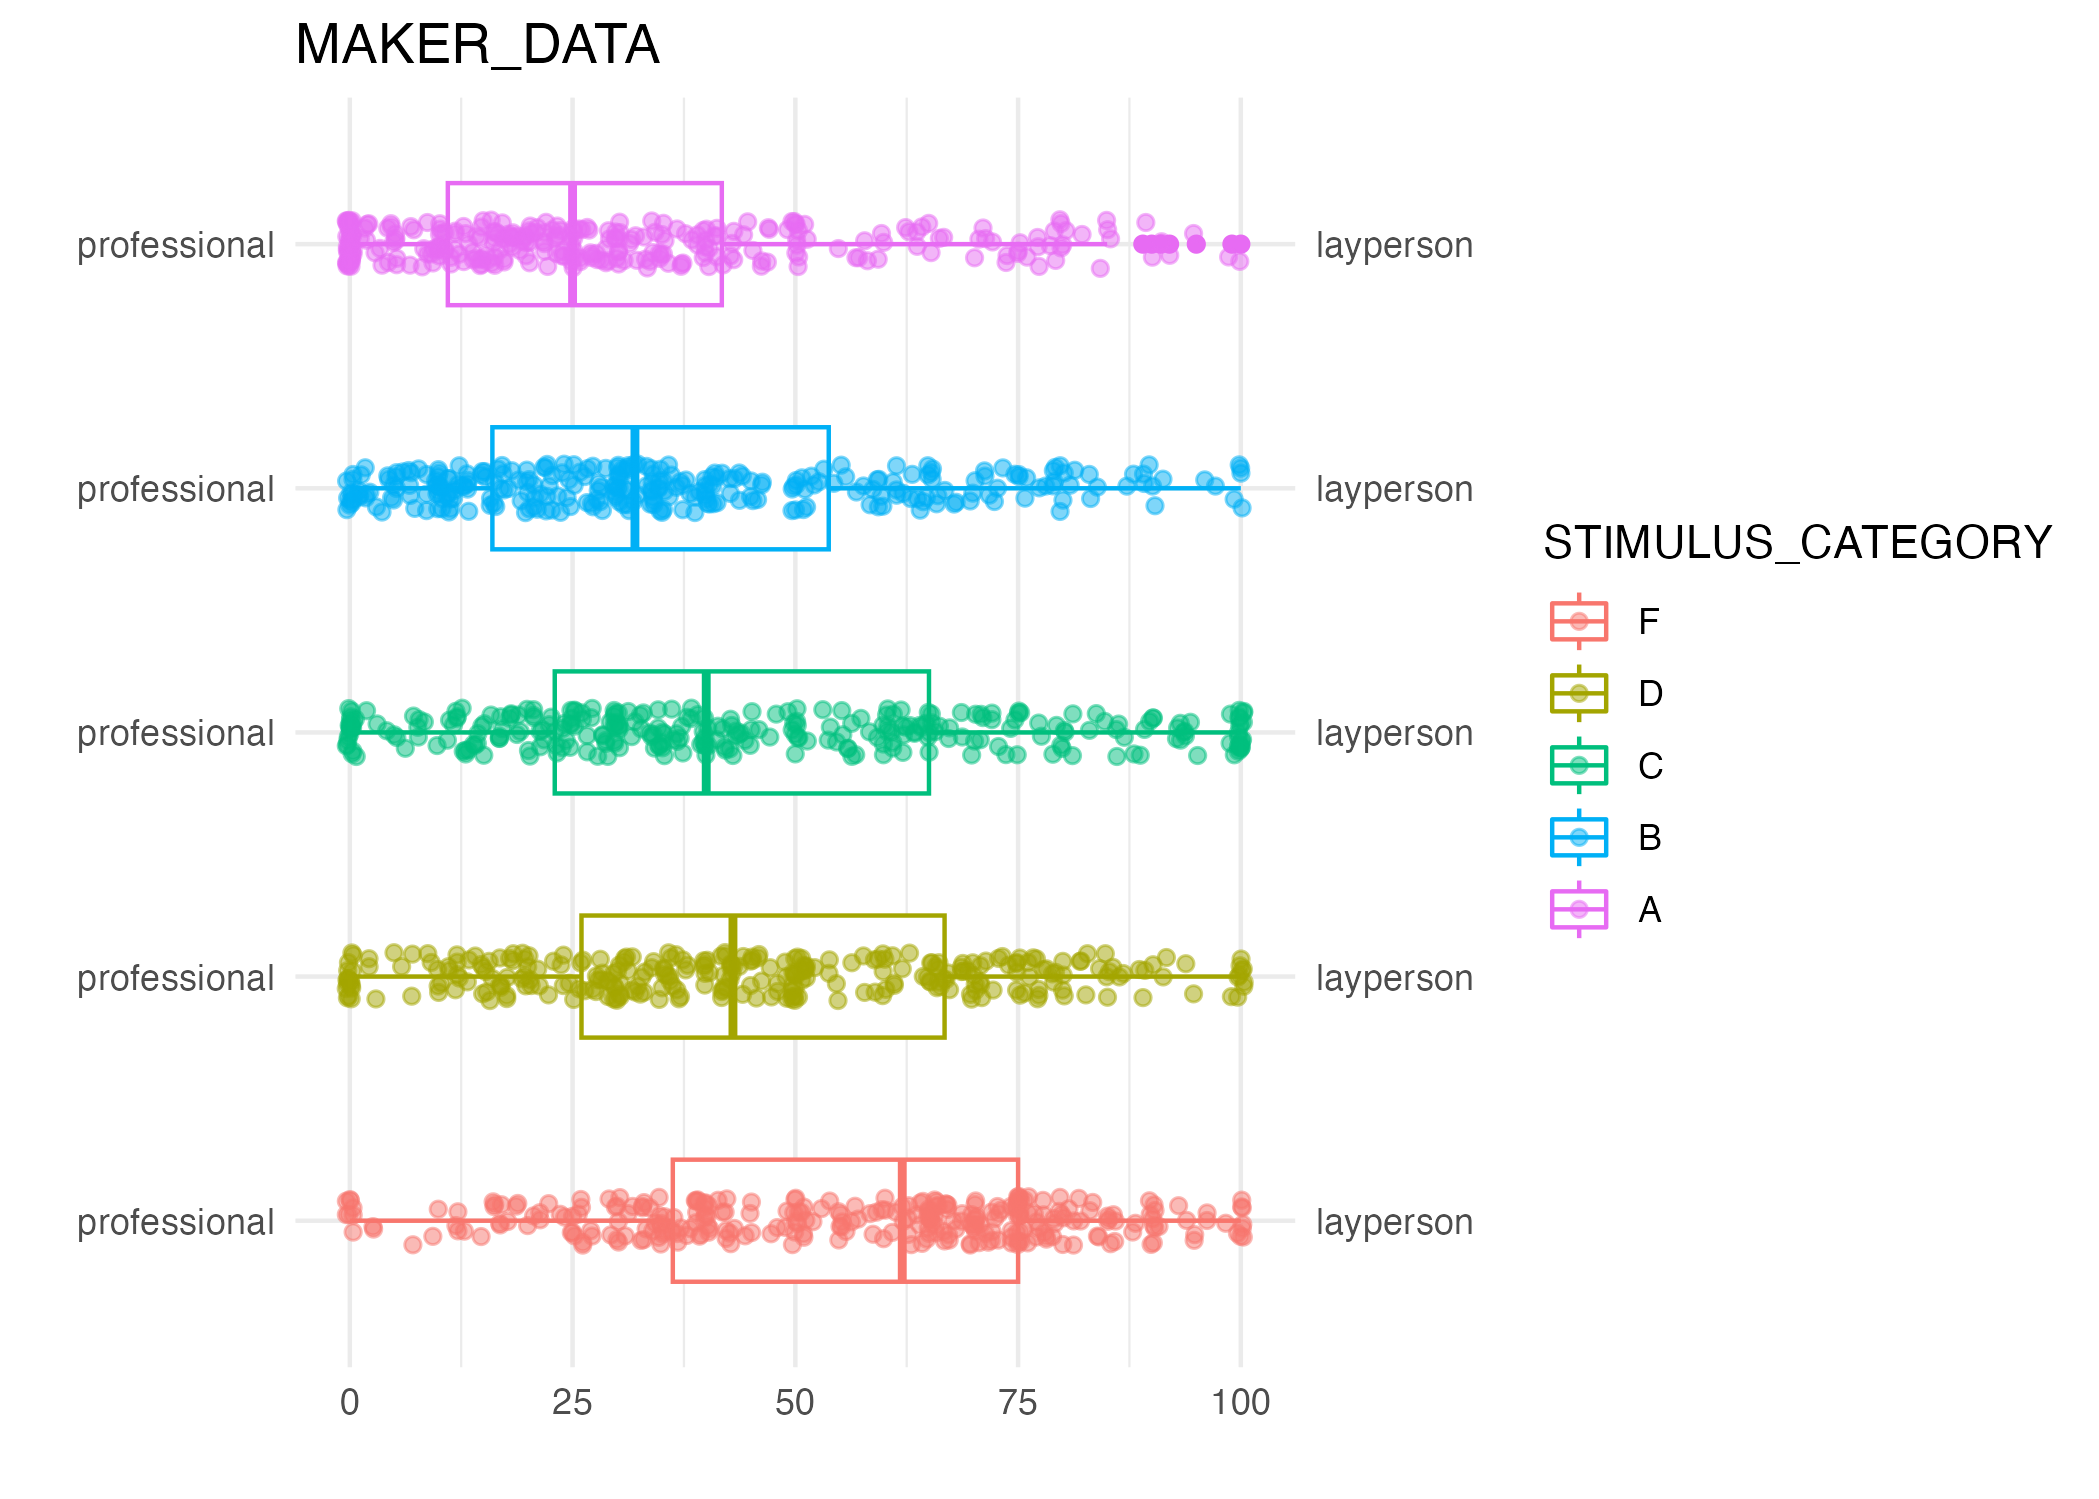 MAKER_DATA
professional
layperson
professional
layperson
professional
layperson
professional
layperson
professional
layperson
0 25 50 75 100
STIMULUS_CATEGORY
F
D
C
B
A